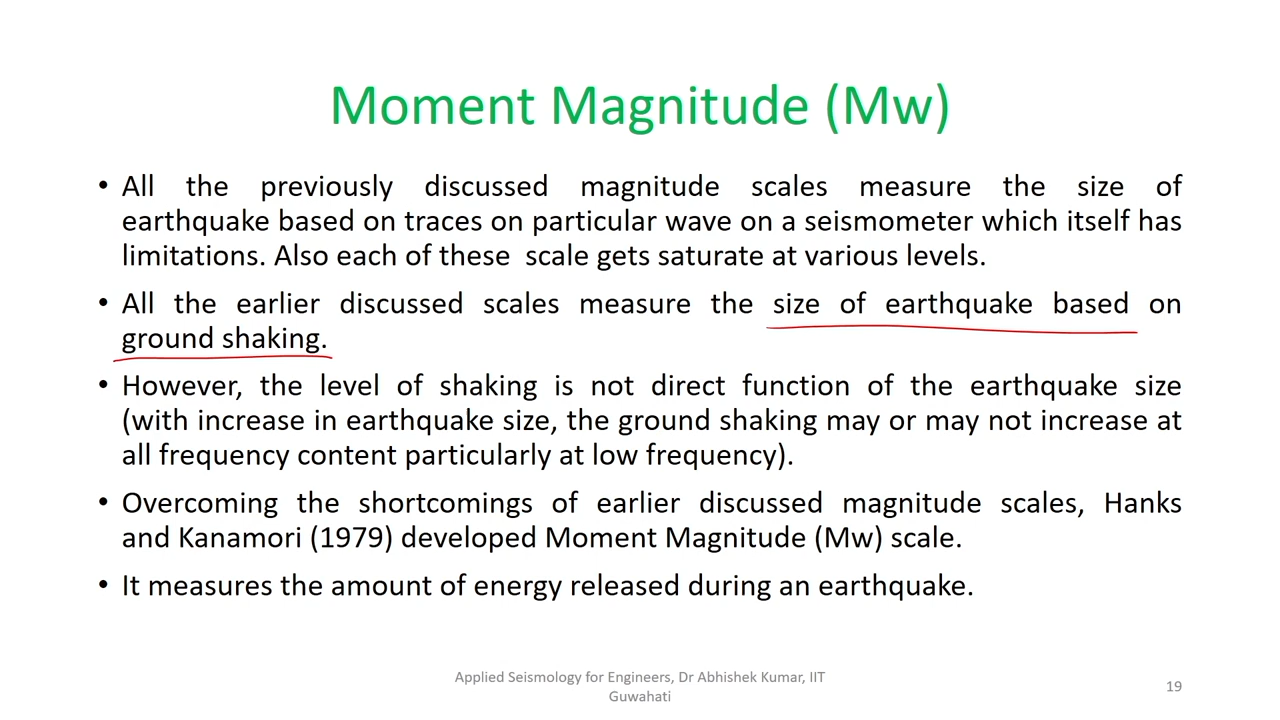 Moment Magnitude (Mw)
• All the previously discussed magnitude scales measure the size of
earthquake based on traces on particular wave on a seismometer which itself has
limitations. Also each of these scale gets saturate at various levels.
• All the earlier discussed scales measure the size of earthquake based on
ground shaking.
• However, the level of shaking is not direct function of the earthquake size
(with increase in earthquake size, the ground shaking may or may not increase at
all frequency content particularly at low frequency).
• Overcoming the shortcomings of earlier discussed magnitude scales, Hanks
and Kanamori (1979) developed Moment Magnitude (Mw) scale.
• It measures the amount of energy released during an earthquake.
Applied Seismology for Engineers, Dr Abhishek Kumar, IIT
Guwahati
19